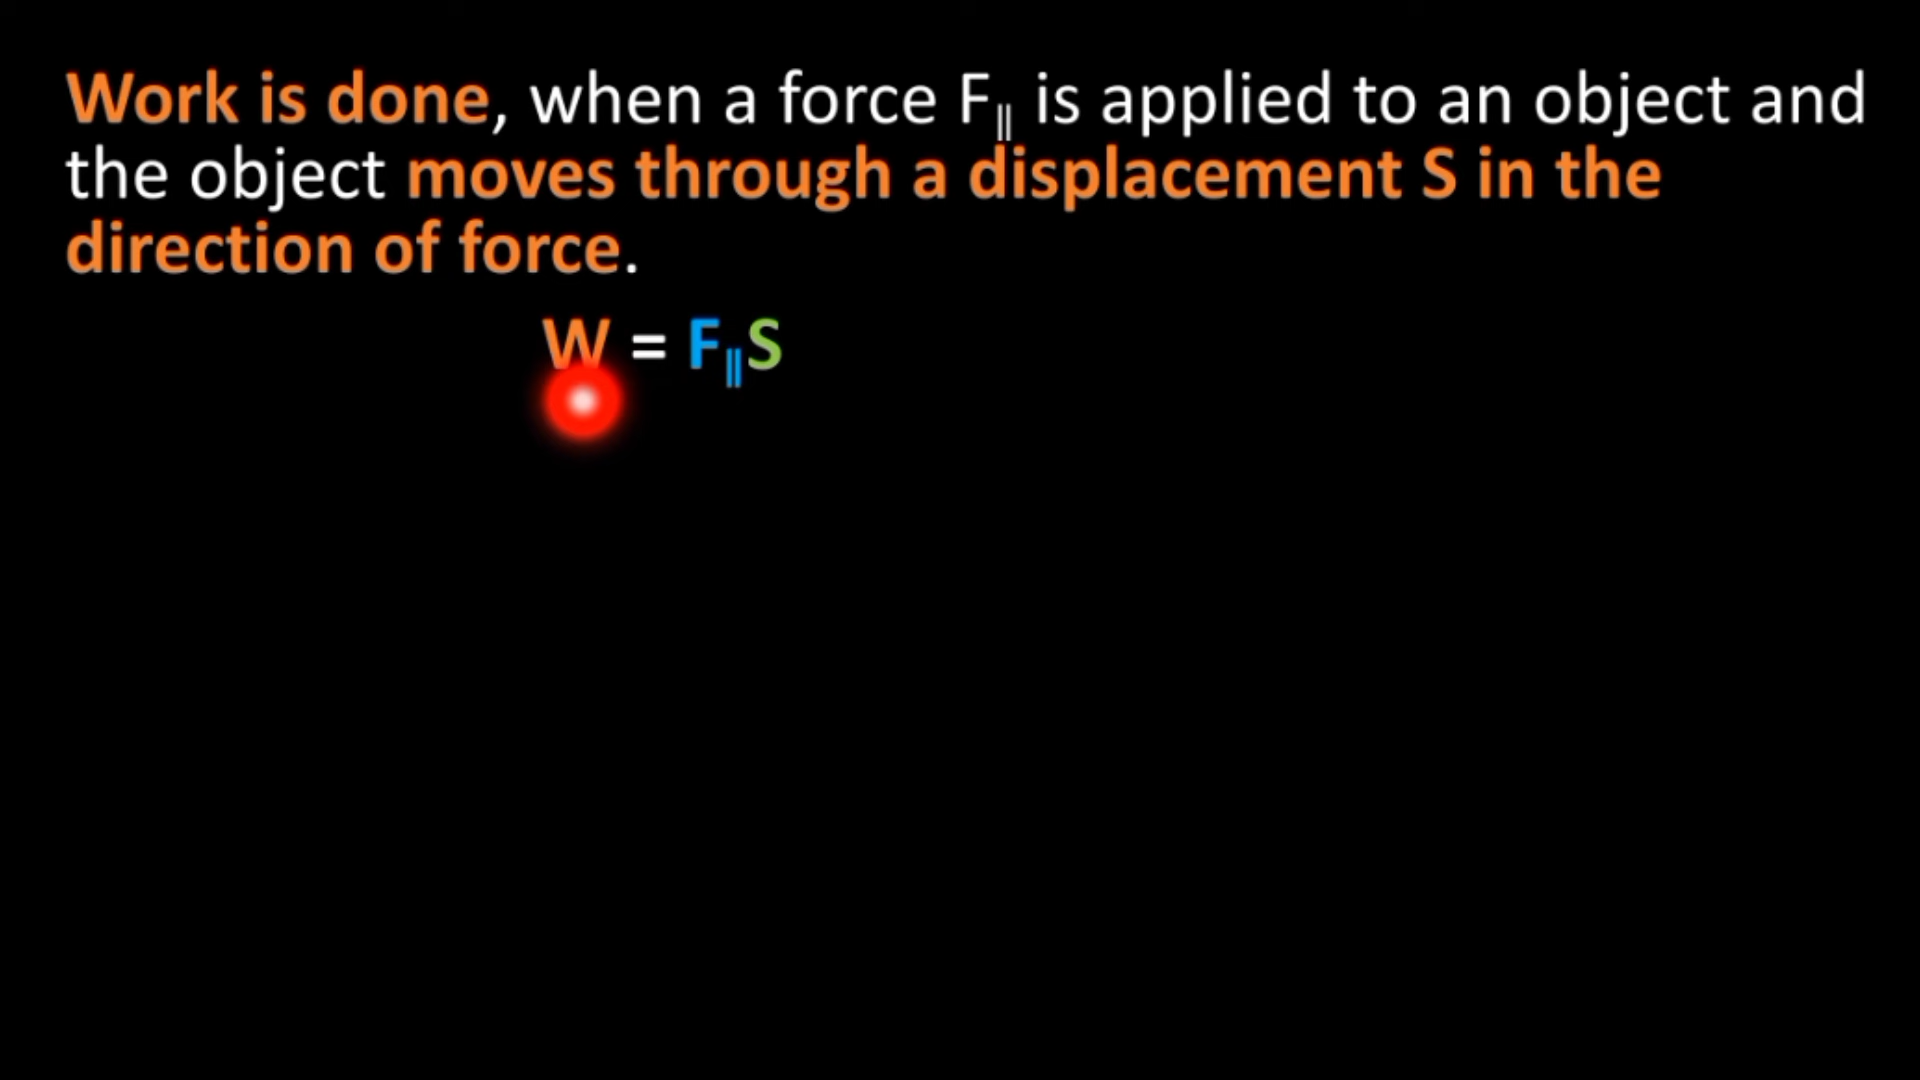 Work is done, when a force F∥ is applied to an object and
the object moves through a displacement S in the
direction of force.
W = F∥S